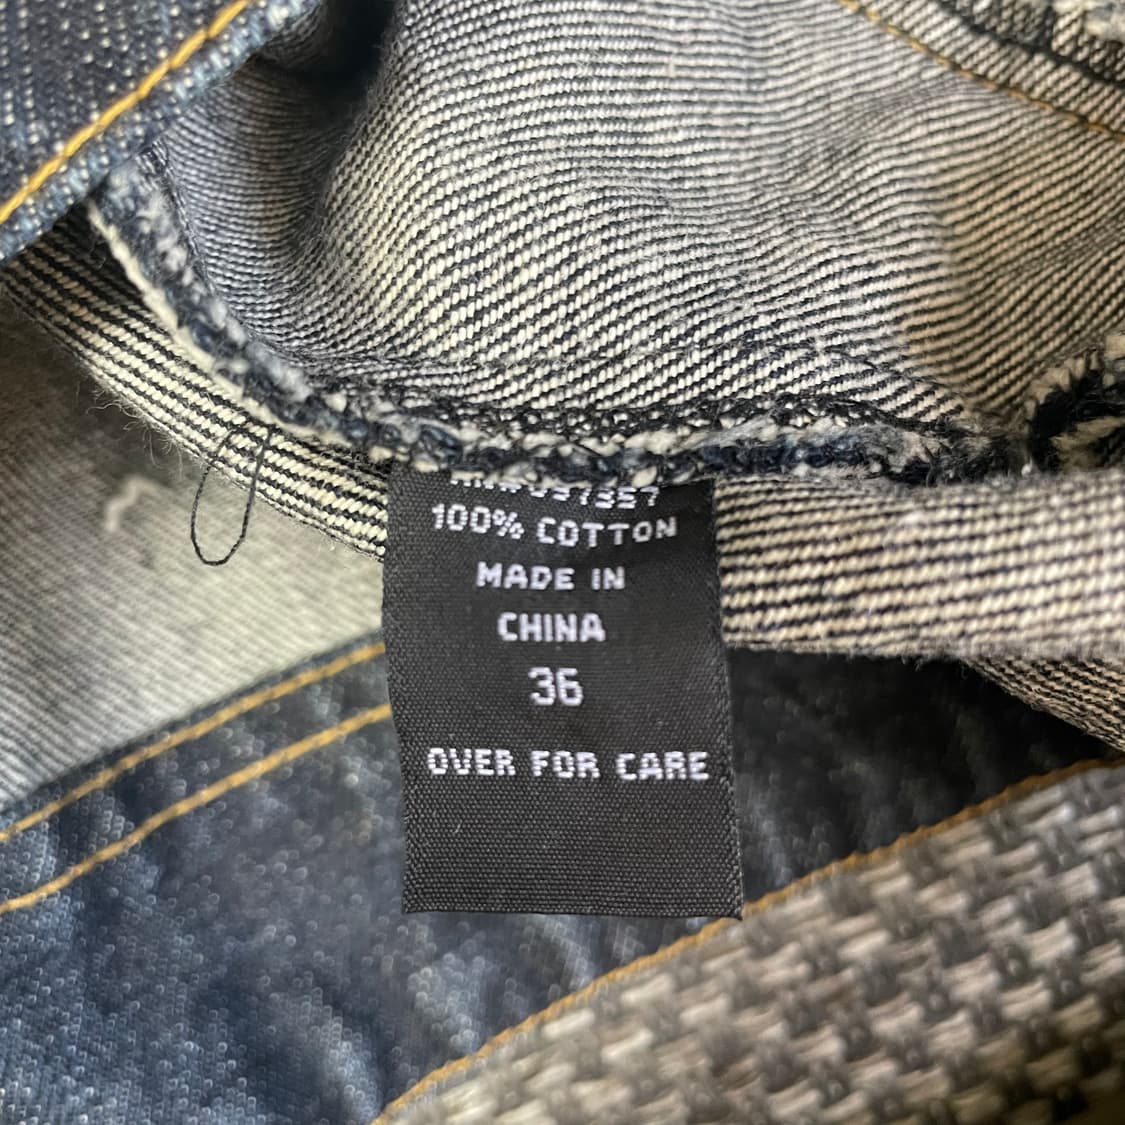 100% COTTON
MADE IN
CHINA
36
OVER FOR CARE